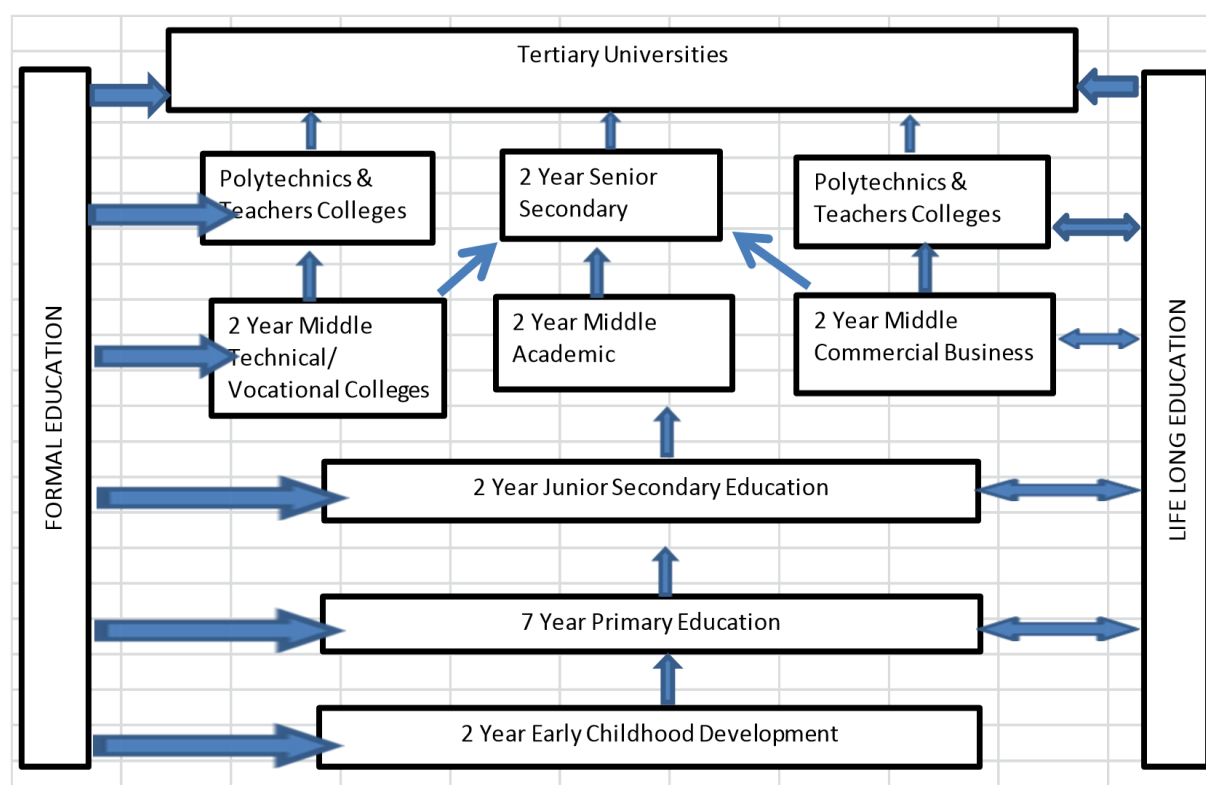 Tertiary Universities
FORMAL EDUCATION
LIFE LONG EDUCATION
Polytechnics &
Teachers Colleges
2 Year Senior
Secondary
Polytechnics &
Teachers Colleges
2 Year Middle
Technical/
Vocational Colleges
2 Year Middle
Academic
2 Year Middle
Commercial Business
2 Year Junior Secondary Education
7 Year Primary Education
2 Year Early Childhood Development